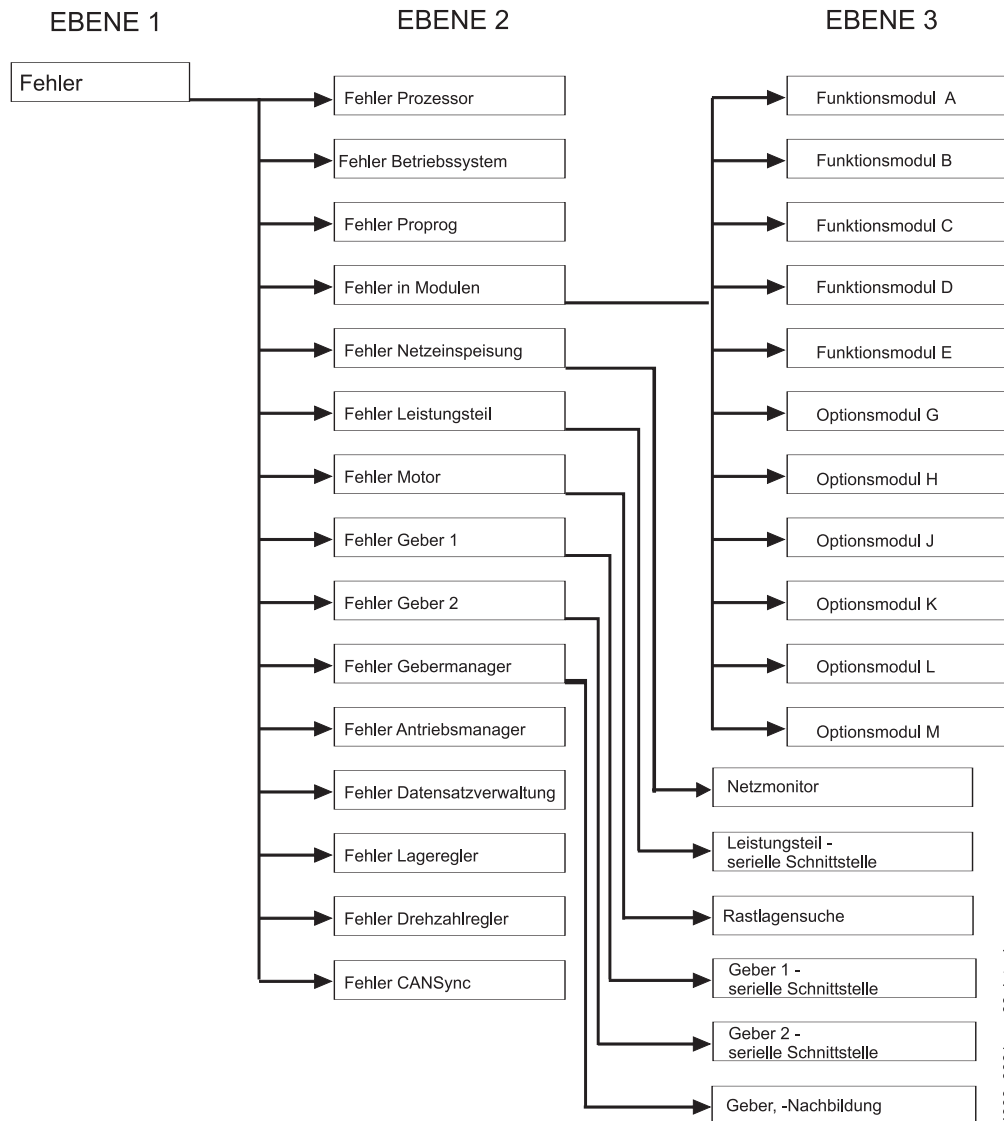 EBENE 1
EBENE 2
EBENE 3
Fehler
Fehler Prozessor
Fehler Betriebssystem
Fehler Proprog
Fehler in Modulen
Fehler Netzeinspeisung
Fehler Leistungsteil
Fehler Motor
Fehler Geber 1
Fehler Geber 2
Fehler Gebermanager
Fehler Antriebsmanager
Fehler Datensatzverwaltung
Fehler Lageregler
Fehler Drehzahlregler
Fehler CANSync
Funktionsmodul A
Funktionsmodul B
Funktionsmodul C
Funktionsmodul D
Funktionsmodul E
Optionsmodul G
Optionsmodul H
Optionsmodul J
Optionsmodul K
Optionsmodul L
Optionsmodul M
Netzmonitor
Leistungsteil -
serielle Schnittstelle
Rastlagensuche
Geber 1 -
serielle Schnittstelle
Geber 2 -
serielle Schnittstelle
Geber, -Nachbildung